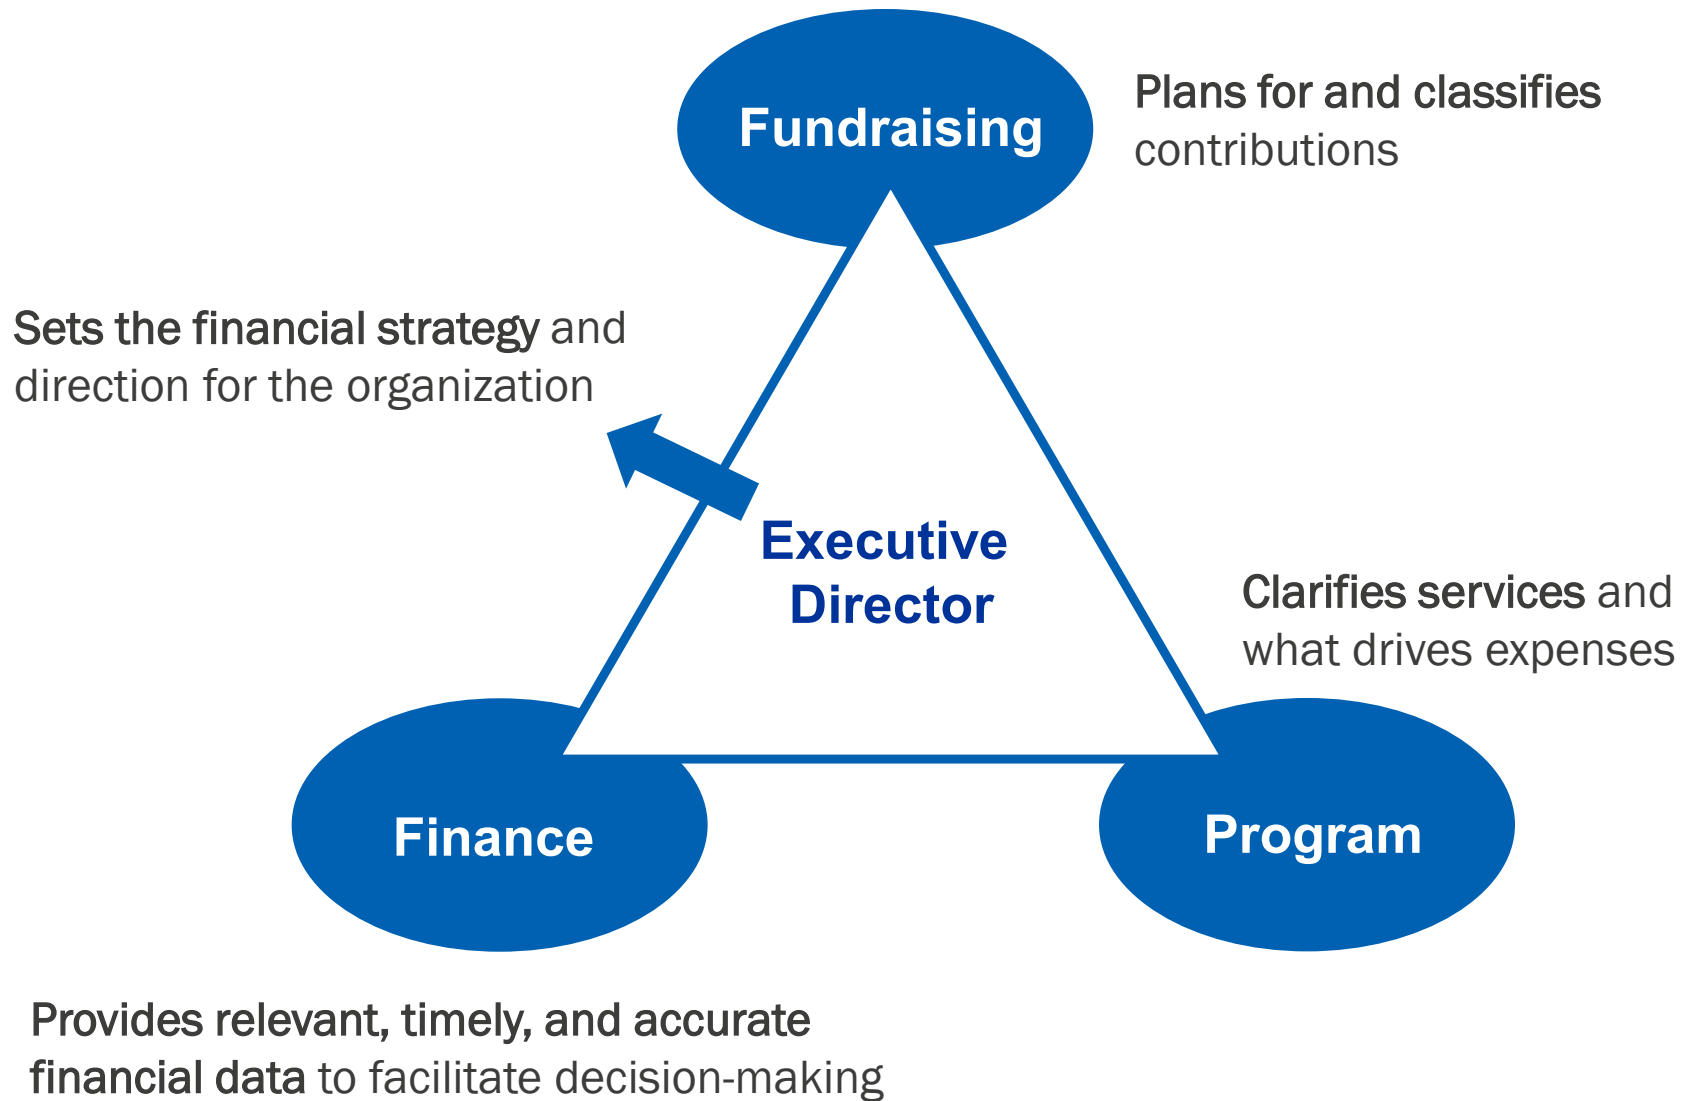 Fundraising
Plans for and classifies
contributions
Sets the financial strategy and
direction for the organization
Executive
Director
Clarifies services and
what drives expenses
Finance
Program
Provides relevant, timely, and accurate
financial data to facilitate decision-making